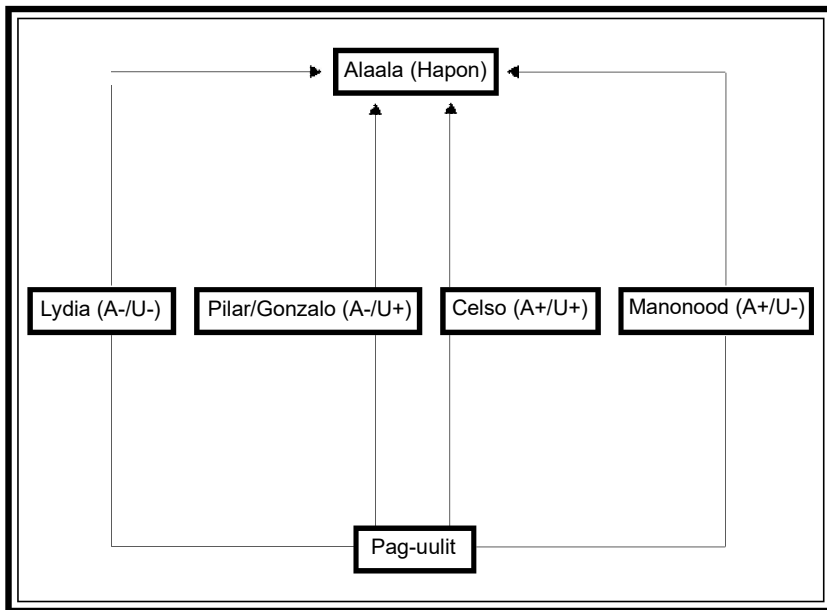 Alaala (Hapon)
Lydia (A-/U-)
Pilar/Gonzalo (A-/U+)
Celso (A+/U+)
Manonood (A+/U-)
Pag-uulit